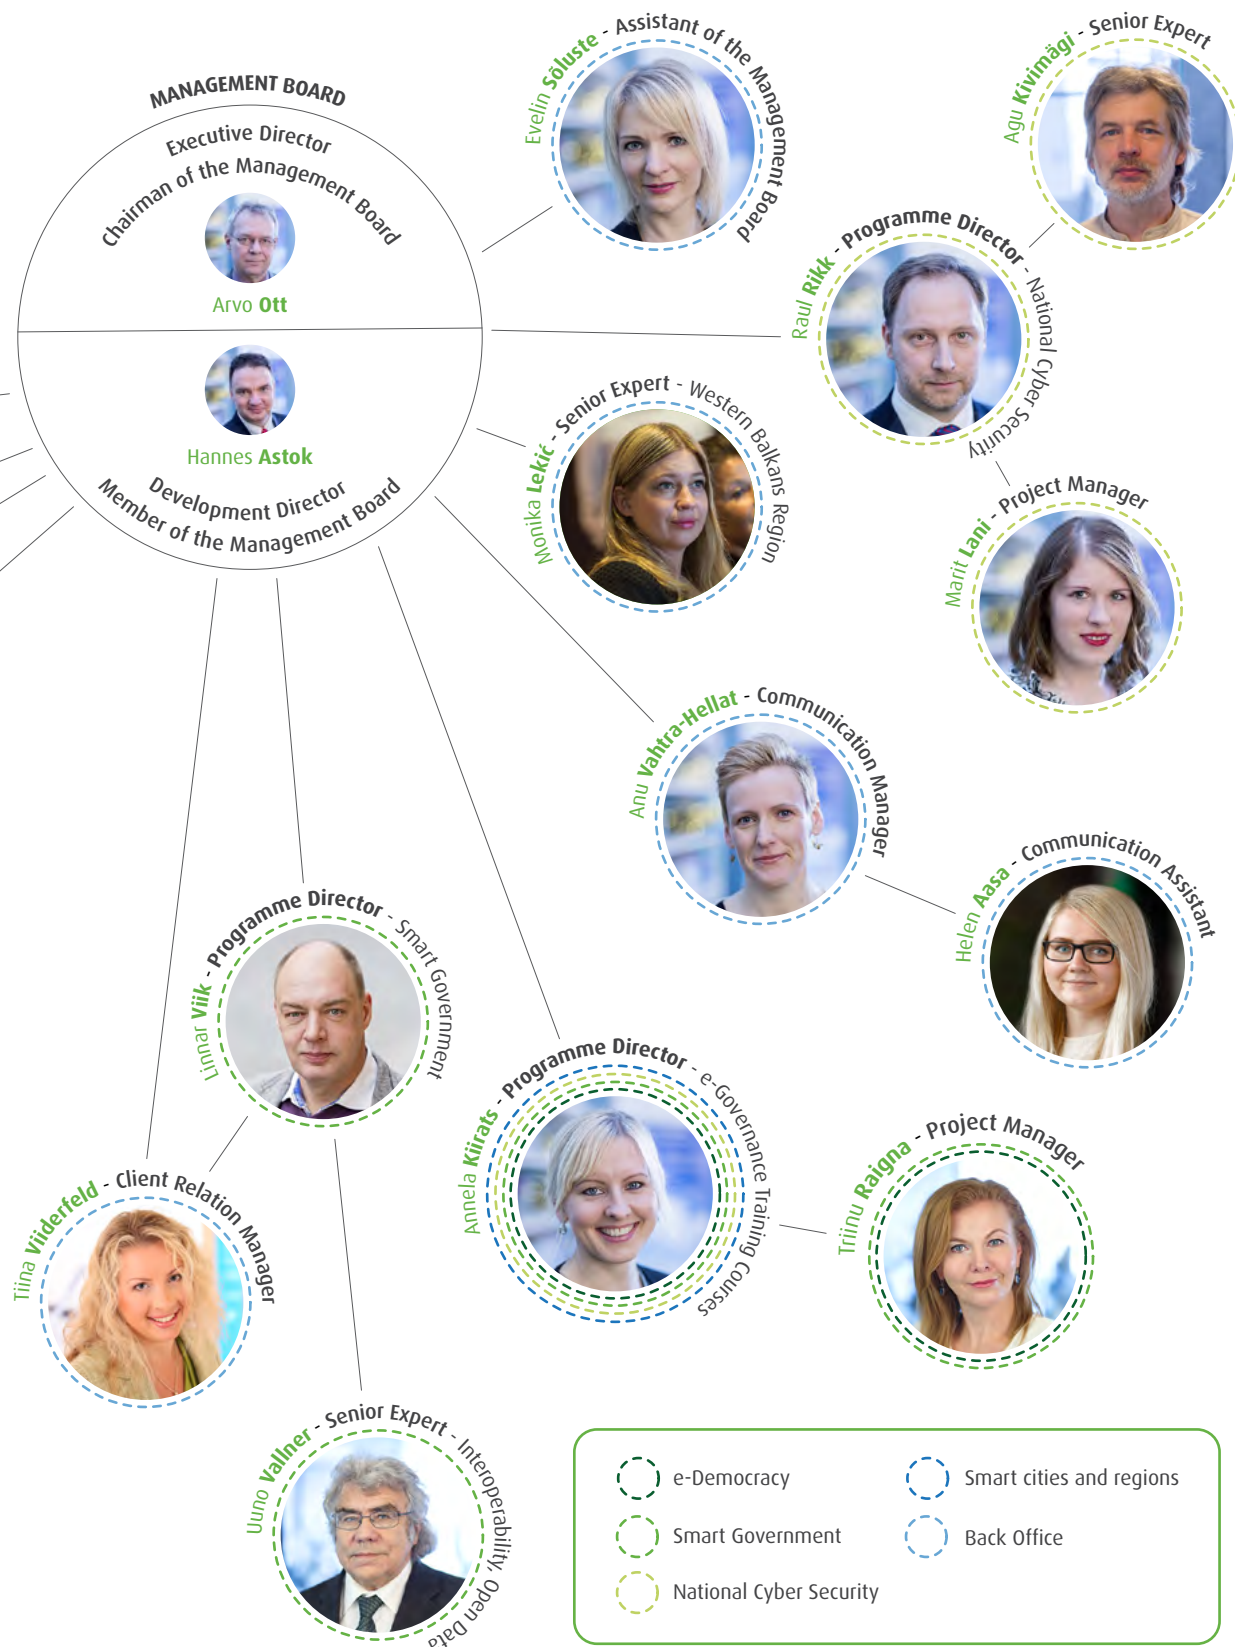 MANAGEMENT BOARD
Executive Director
Chairman of the Management Board
Arvo Ott
Hannes Astok
Development Director
Member of the Management Board
Evelin Sõluste - Assistant of the Management Board
Agu Kivimägi - Senior Expert
Raul Rikk - Programme Director - National Cyber Security
Monika Lekić - Senior Expert - Western Balkans Region
Marit Lani - Project Manager
Anu Vahtra-Hellat - Communication Manager
Helen Aasa - Communication Assistant
Linnar Viik - Programme Director - Smart Government
Annela Kiirats - Programme Director - e-Governance Training Courses
Triinu Raigna - Project Manager
Tiina Viiderfeld - Client Relation Manager
Uuno Vallner - Senior Expert - Interoperability, Open Data
e-Democracy
Smart Government
National Cyber Security
Smart cities and regions
Back Office